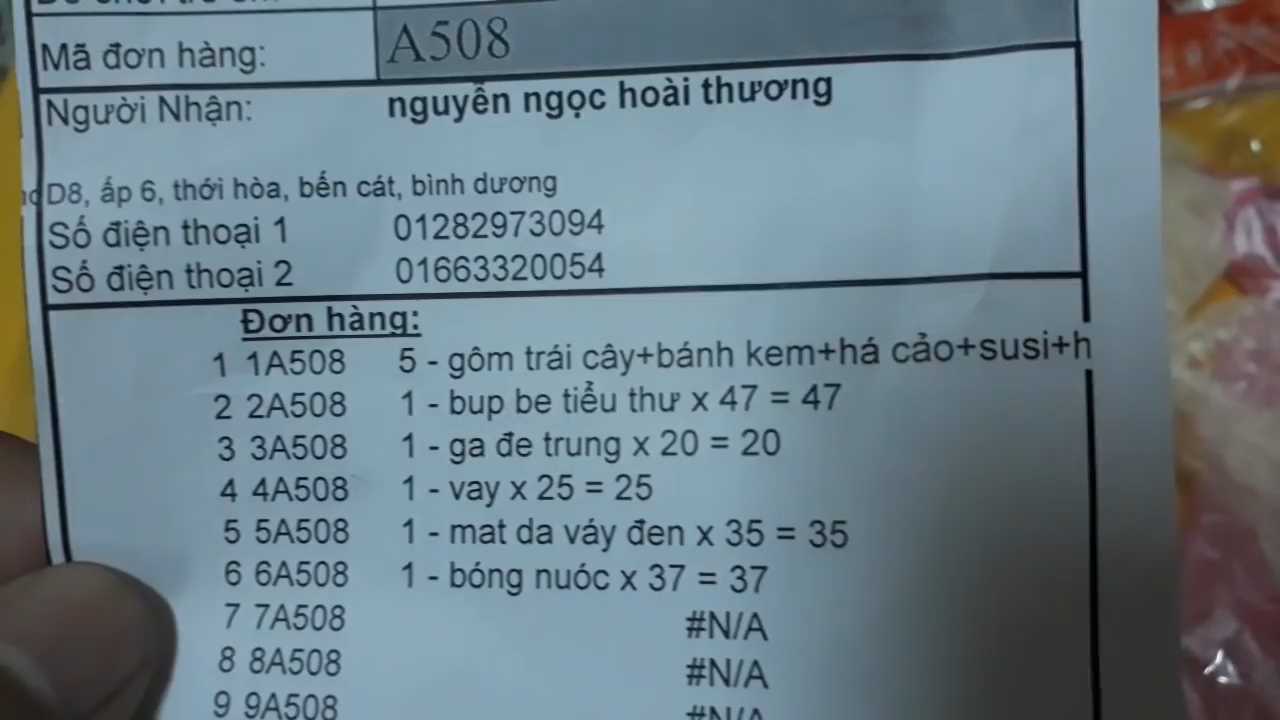 Mã đơn hàng: A508
Người Nhận: nguyễn ngọc hoài thương
D8, ấp 6, thới hòa, bến cát, bình dương
Số điện thoại 1 01282973094
Số điện thoại 2 01663320054
Đơn hàng:
1 1A508 5 - gôm trái cây+bánh kem+há cảo+susi+h
2 2A508 1 - bup be tiểu thư x 47 = 47
3 3A508 1 - ga đe trung x 20 = 20
4 4A508 1 - vay x 25 = 25
5 5A508 1 - mat da váy đen x 35 = 35
6 6A508 1 - bóng nuóc x 37 = 37
7 7A508 #N/A
8 8A508 #N/A
9 9A508 #N/A